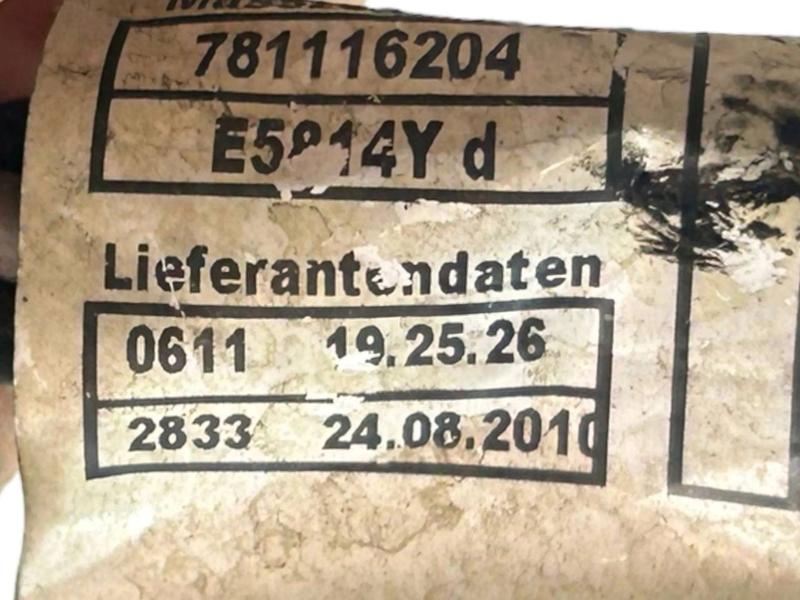 781116204
E5814Y d
Lieferantendaten
0611 19.25.26
2833 24.08.2010